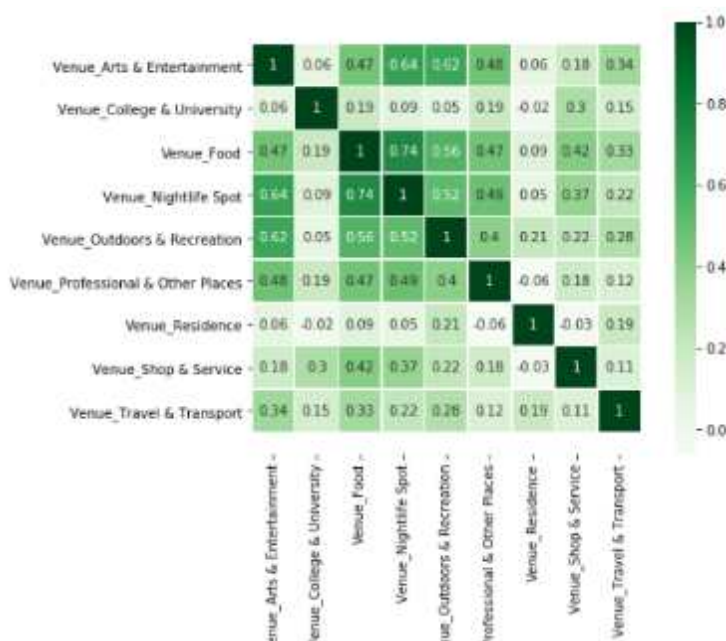 1.0
Venue_Arts & Entertainment - 1 0.06 0.47 0.64 0.62 0.48 0.06 0.18 0.34
Venue_College & University - 0.06 1 0.19 0.09 0.05 0.19 -0.02 0.3 0.15
0.8
Venue_Food - 0.47 0.19 1 0.74 0.56 0.47 0.09 0.42 0.33
0.6
Venue_Nightlife Spot - 0.64 0.09 0.74 1 0.52 0.49 0.05 0.37 0.22
Venue_Outdoors & Recreation - 0.62 0.05 0.56 0.52 1 0.4 0.21 0.22 0.28
0.4
Venue_Professional & Other Places - 0.48 0.19 0.47 0.49 0.4 1 -0.06 0.18 0.12
Venue_Residence - 0.06 -0.02 0.09 0.05 0.21 -0.06 1 -0.03 0.19
0.2
Venue_Shop & Service - 0.18 0.3 0.42 0.37 0.22 0.18 -0.03 1 0.11
Venue_Travel & Transport - 0.34 0.15 0.33 0.22 0.28 0.12 0.19 0.11 1
0.0
enue_Arts & Entertainment -
enue_College & University -
Venue_Food -
Venue_Nightlife Spot -
ue_Outdoors & Recreation -
Professional & Other Places -
Venue_Residence -
Venue_Shop & Service -
Venue_Travel & Transport -